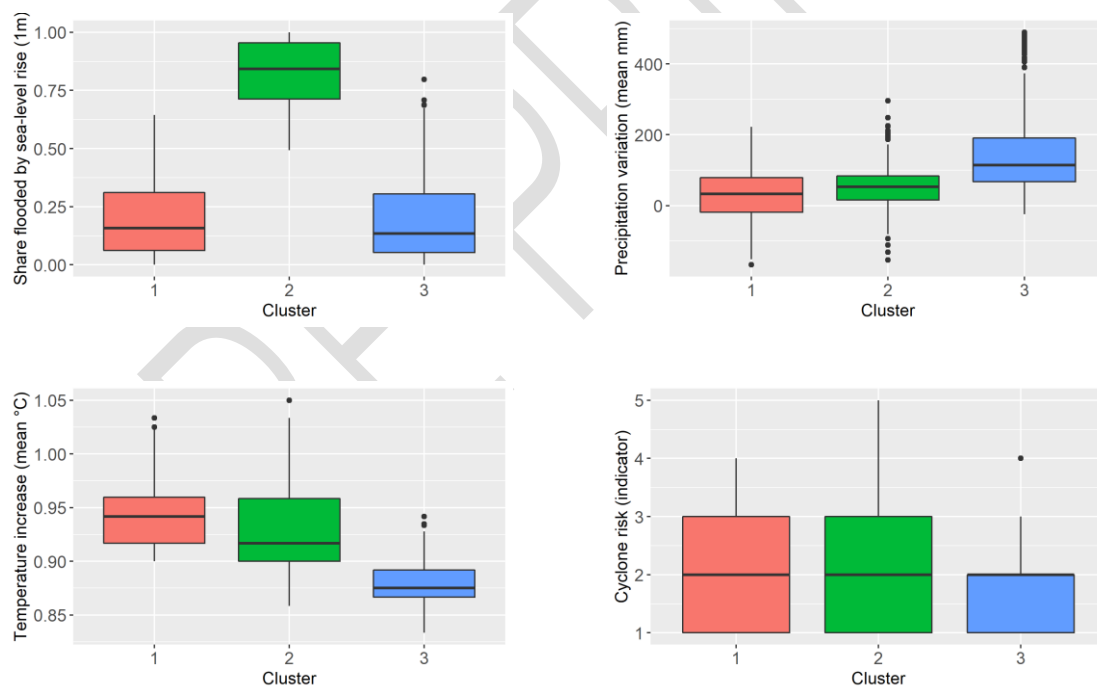 Share flooded by sea-level rise (1m)
1.00
0.75
0.50
0.25
0.00
1 2 3
Cluster
Precipitation variation (mean mm)
400
200
0
1 2 3
Cluster
Temperature increase (mean °C)
1.05
1.00
0.95
0.90
0.85
1 2 3
Cluster
Cyclone risk (indicator)
5
4
3
2
1
1 2 3
Cluster